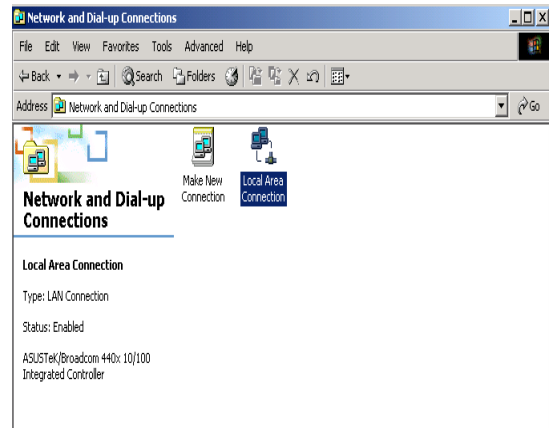 Network and Dial-up Connections
File Edit View Favorites Tools Advanced Help
Back Search Folders
Address Network and Dial-up Connections Go
Make New Connection
Local Area Connection
Network and Dial-up
Connections
Local Area Connection
Type: LAN Connection
Status: Enabled
ASUSTeK/Broadcom 440x 10/100
Integrated Controller